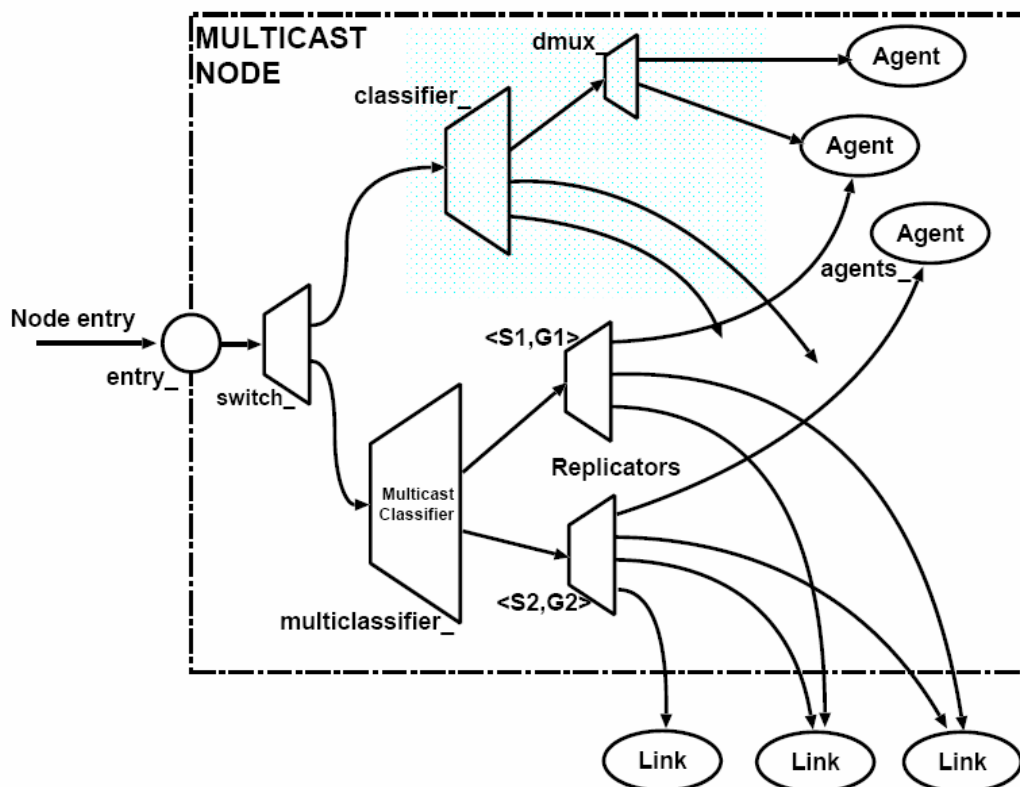 MULTICAST
NODE
dmux_
Agent
classifier_
Agent
Agent
agents_
Node entry
<S1,G1>
entry_
switch_
Replicators
Multicast
Classifier
<S2,G2>
multiclassifier_
Link
Link
Link